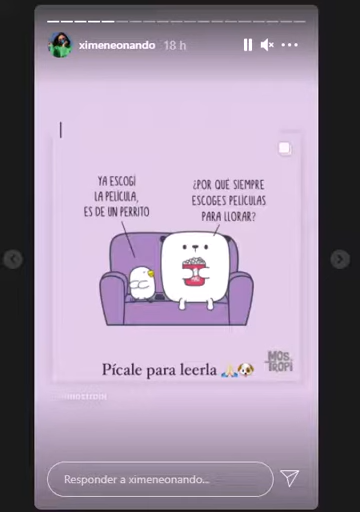 ximeneonando 18 h
YA ESCOGÍ
LA PELÍCULA,
ES DE UN PERRITO
¿POR QUÉ SIEMPRE
ESCOGES PELÍCULAS
PARA LLORAR?
MOS.
TROPI
Pícale para leerla 🙏🐶
Responder a ximeneonando...